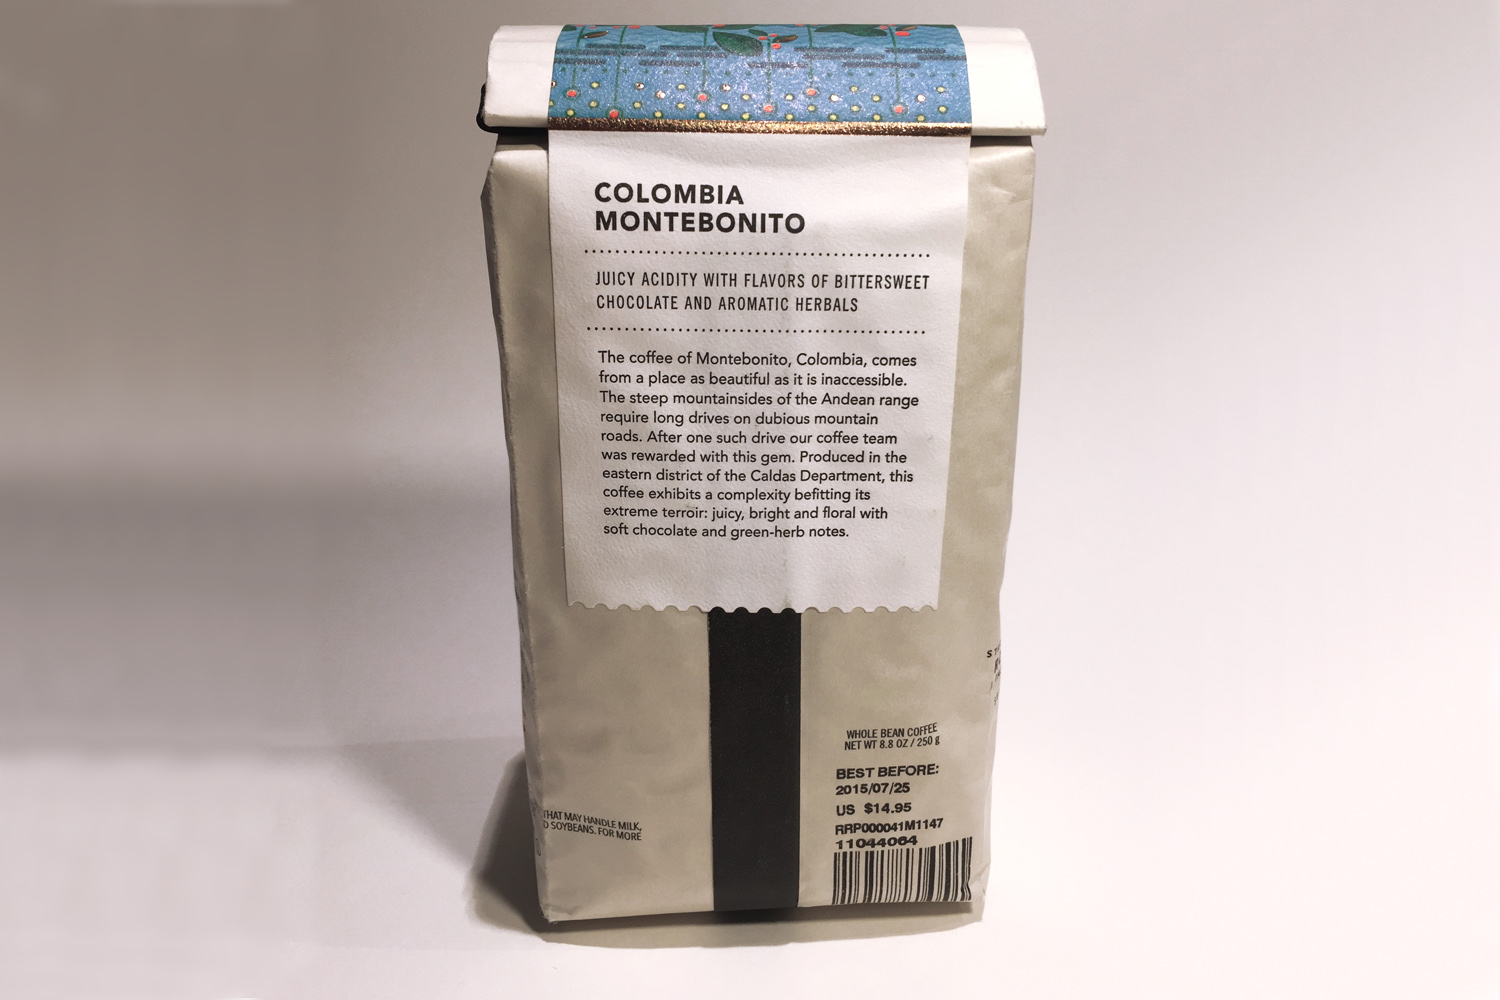 COLOMBIA
MONTEBONITO
JUICY ACIDITY WITH FLAVORS OF BITTERSWEET
CHOCOLATE AND AROMATIC HERBALS
The coffee of Montebonito, Colombia, comes
from a place as beautiful as it is inaccessible.
The steep mountainsides of the Andean range
require long drives on dubious mountain
roads. After one such drive our coffee team
was rewarded with this gem. Produced in the
eastern district of the Caldas Department, this
coffee exhibits a complexity befitting its
extreme terroir: juicy, bright and floral with
soft chocolate and green-herb notes.
WHOLE BEAN COFFEE
NET WT 8.8 OZ / 250 g
BEST BEFORE:
2015/07/25
US $14.95
RRP000041M1147
11044064
THAT MAY HANDLE MILK,
SOYBEANS. FOR MORE